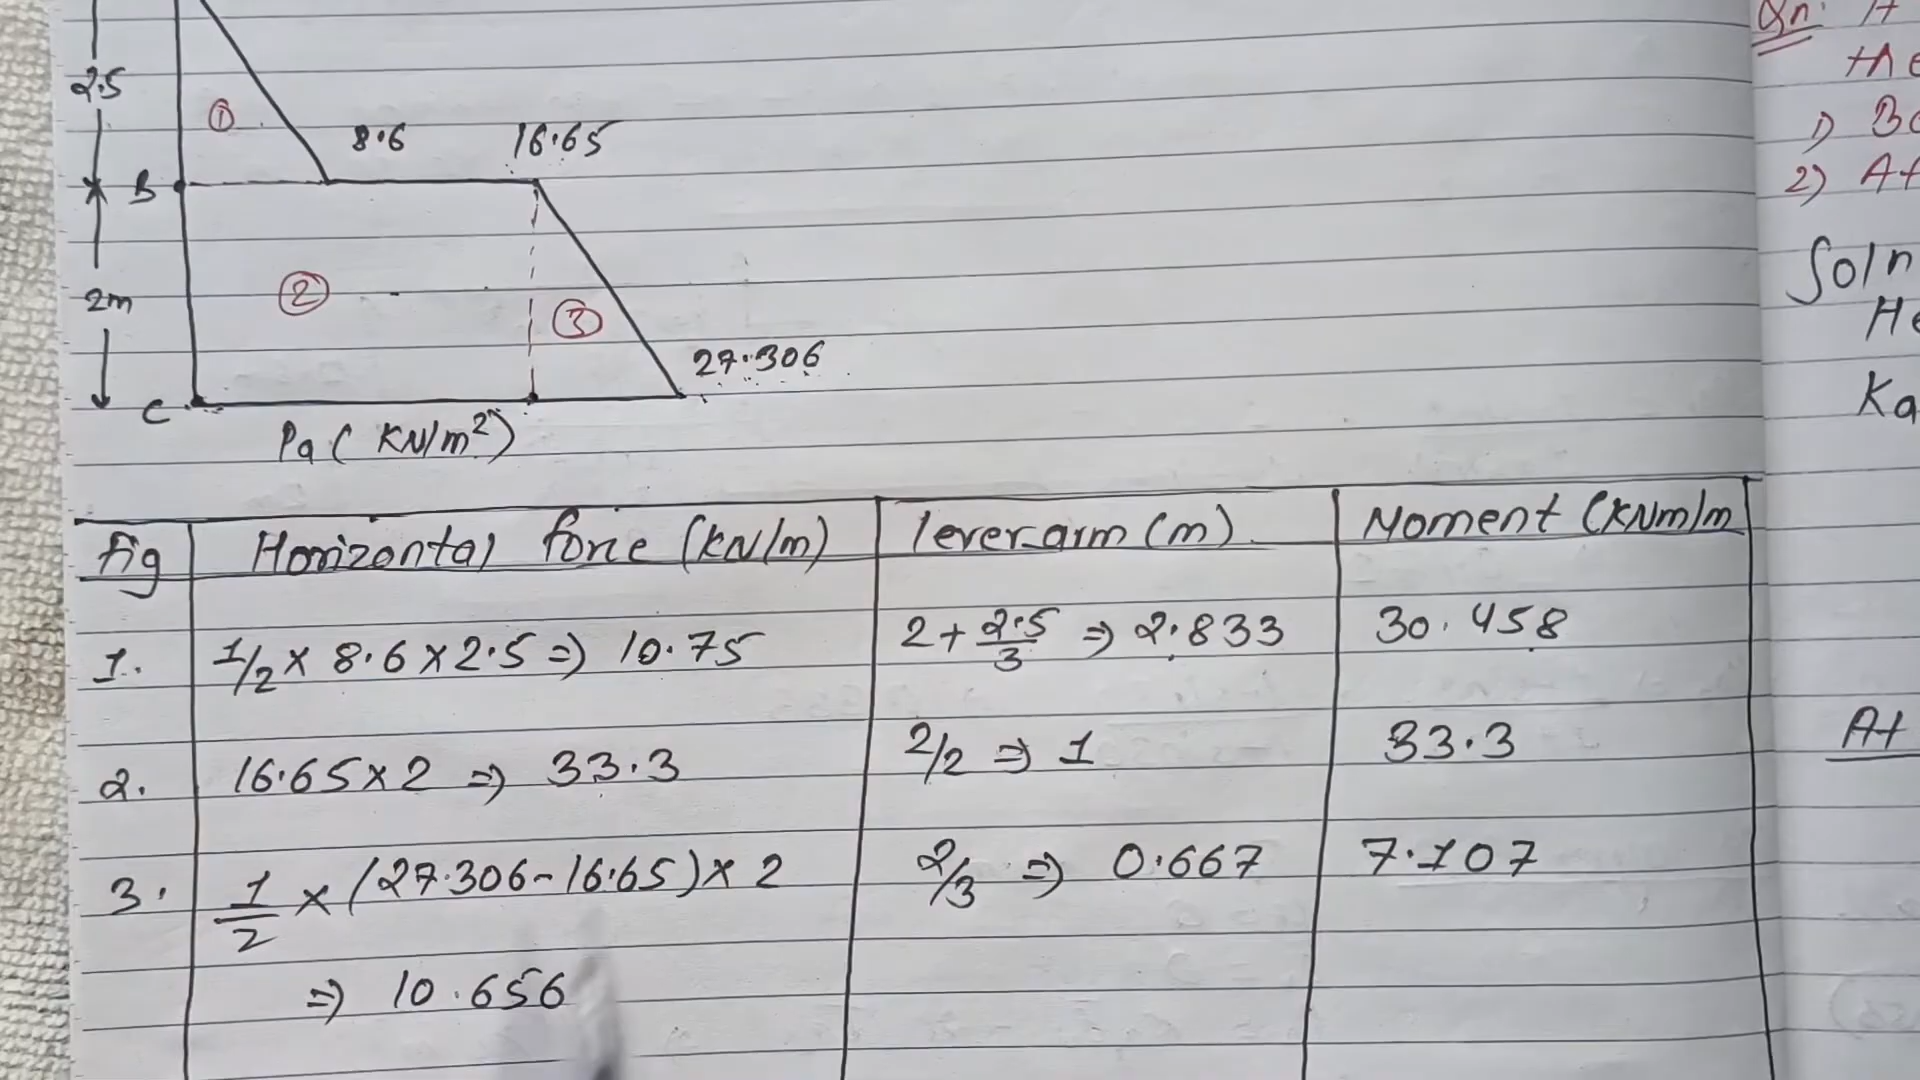 2.5
①
8.6
16.65
B
2m
②
③
27.306
C
Pa ( KN/m²)
Fig
Horizontal force (KN/m)
lever arm (m)
Moment (KNm/m
1.
1/2 × 8.6 × 2.5 ⇒ 10.75
2 + 2.5/3 ⇒ 2.833
30.458
2.
16.65 × 2 ⇒ 33.3
2/2 ⇒ 1
33.3
3.
1/2 × (27.306 - 16.65) × 2
2/3 ⇒ 0.667
7.107
⇒ 10.656
Qn:
1)
2)
Soln
Ka
At